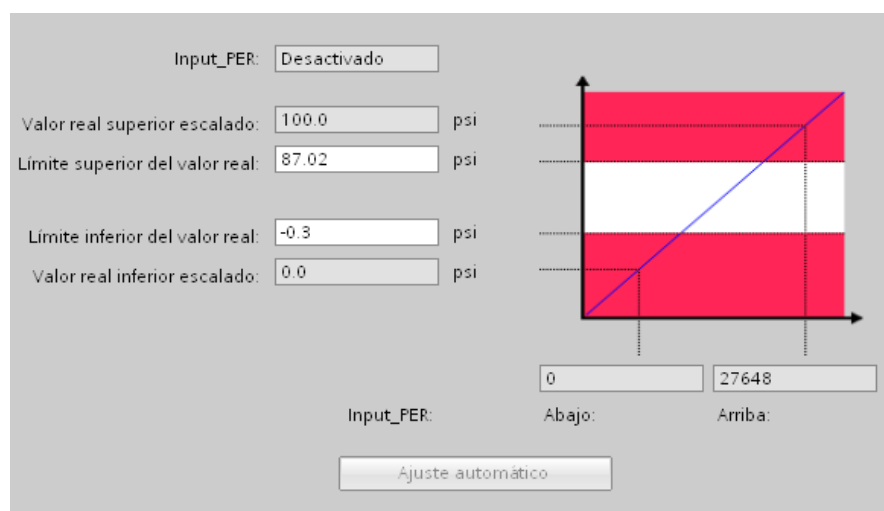 Input_PER: Desactivado
Valor real superior escalado: 100.0 psi
Límite superior del valor real: 87.02 psi
Límite inferior del valor real: -0.3 psi
Valor real inferior escalado: 0.0 psi
0 27648
Input_PER: Abajo: Arriba:
Ajuste automático